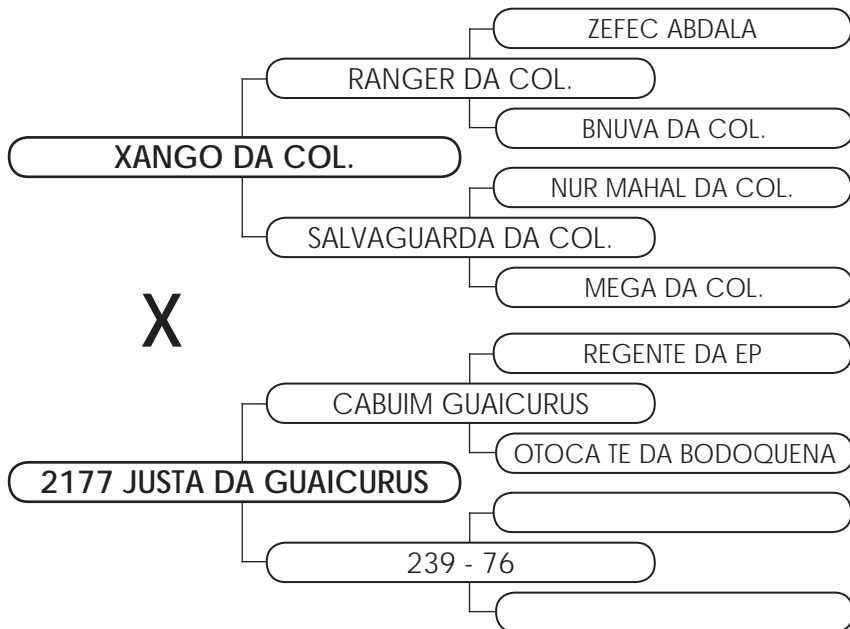 ZEFEC ABDALA
RANGER DA COL.
BNUVA DA COL.
XANGO DA COL.
NUR MAHAL DA COL.
SALVAGUARDA DA COL.
MEGA DA COL.
X
REGENTE DA EP
CABUIM GUAICURUS
OTOCA TE DA BODOQUENA
2177 JUSTA DA GUAICURUS
239 - 76